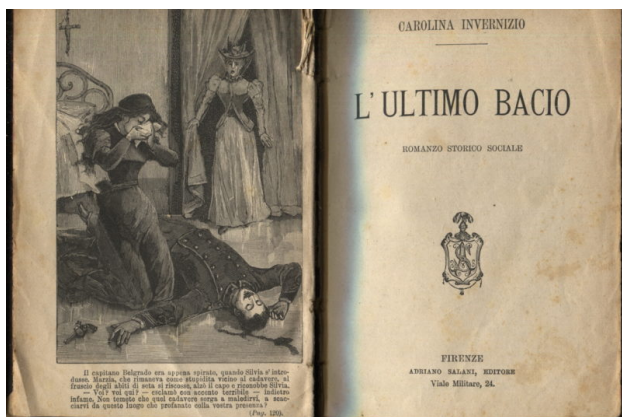 Il capitano Belgrado era appena spirato, quando Silvia s'intro-
dusse. Marzia, che rimaneva come stupidita vicino al cadavere, al
fruscio degli abiti di seta si riscosse, alzò il capo e riconobbe Silvia.
— Voi? voi qui? — esclamò con accento terribile — Indietro
infame. Non temete che quel cadavere sorga a maledirvi, a scac-
ciarvi da questo luogo che profanate colla vostra presenza?
(Pag. 120).
CAROLINA INVERNIZIO
L'ULTIMO BACIO
ROMANZO STORICO SOCIALE
FIRENZE
ADRIANO SALANI, EDITORE
Viale Militare, 24.